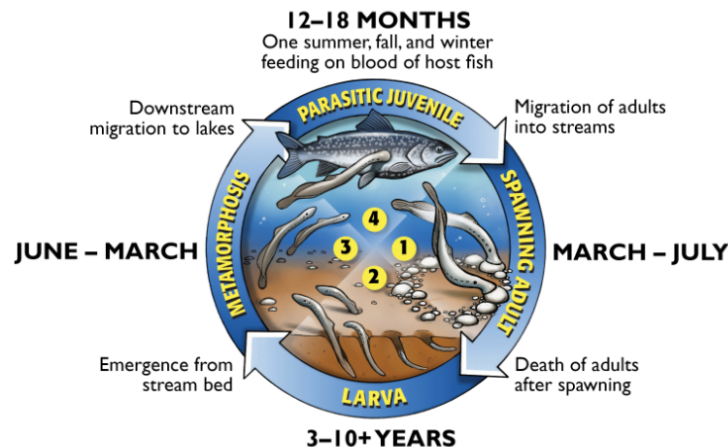 12–18 MONTHS
One summer, fall, and winter
feeding on blood of host fish
PARASITIC JUVENILE
Downstream
migration to lakes
Migration of adults
into streams
METAMORPHOSIS
SPAWNING ADULT
4
3
1
2
JUNE – MARCH
MARCH – JULY
Emergence from
stream bed
Death of adults
after spawning
LARVA
3–10+ YEARS